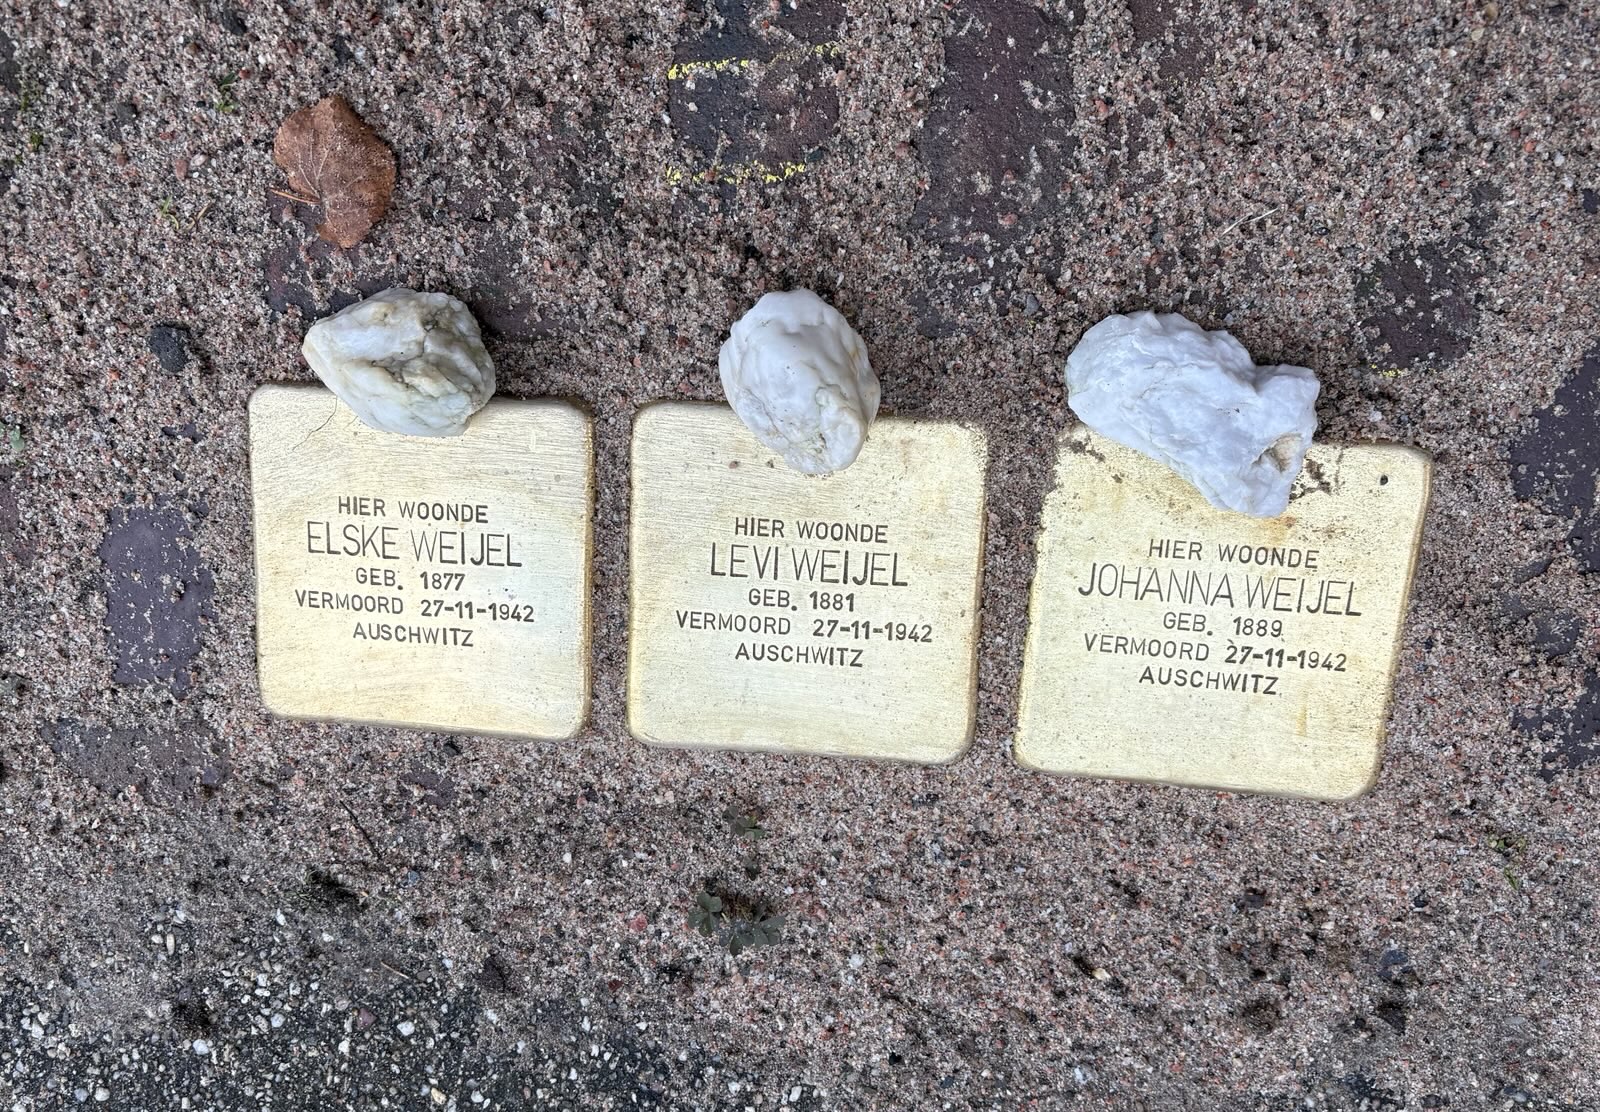 HIER WOONDE
ELSKE WEIJEL
GEB. 1877
VERMOORD 27-11-1942
AUSCHWITZ
HIER WOONDE
LEVI WEIJEL
GEB. 1881
VERMOORD 27-11-1942
AUSCHWITZ
HIER WOONDE
JOHANNA WEIJEL
GEB. 1889
VERMOORD 27-11-1942
AUSCHWITZ